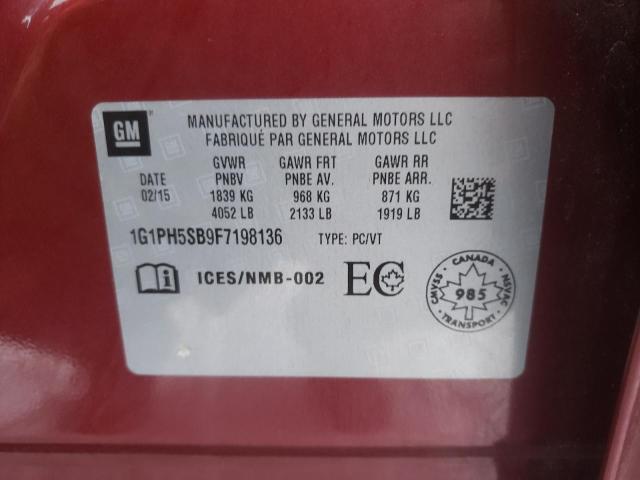 GM
MANUFACTURED BY GENERAL MOTORS LLC
FABRIQUÉ PAR GENERAL MOTORS LLC
GVWR GAWR FRT GAWR RR
DATE PNBV PNBE AV. PNBE ARR.
02/15 1839 KG 968 KG 871 KG
4052 LB 2133 LB 1919 LB
1G1PH5SB9F7198136 TYPE: PC/VT
ICES/NMB-002 EC
CANADA
CMVSS 985 NSVAC
TRANSPORT